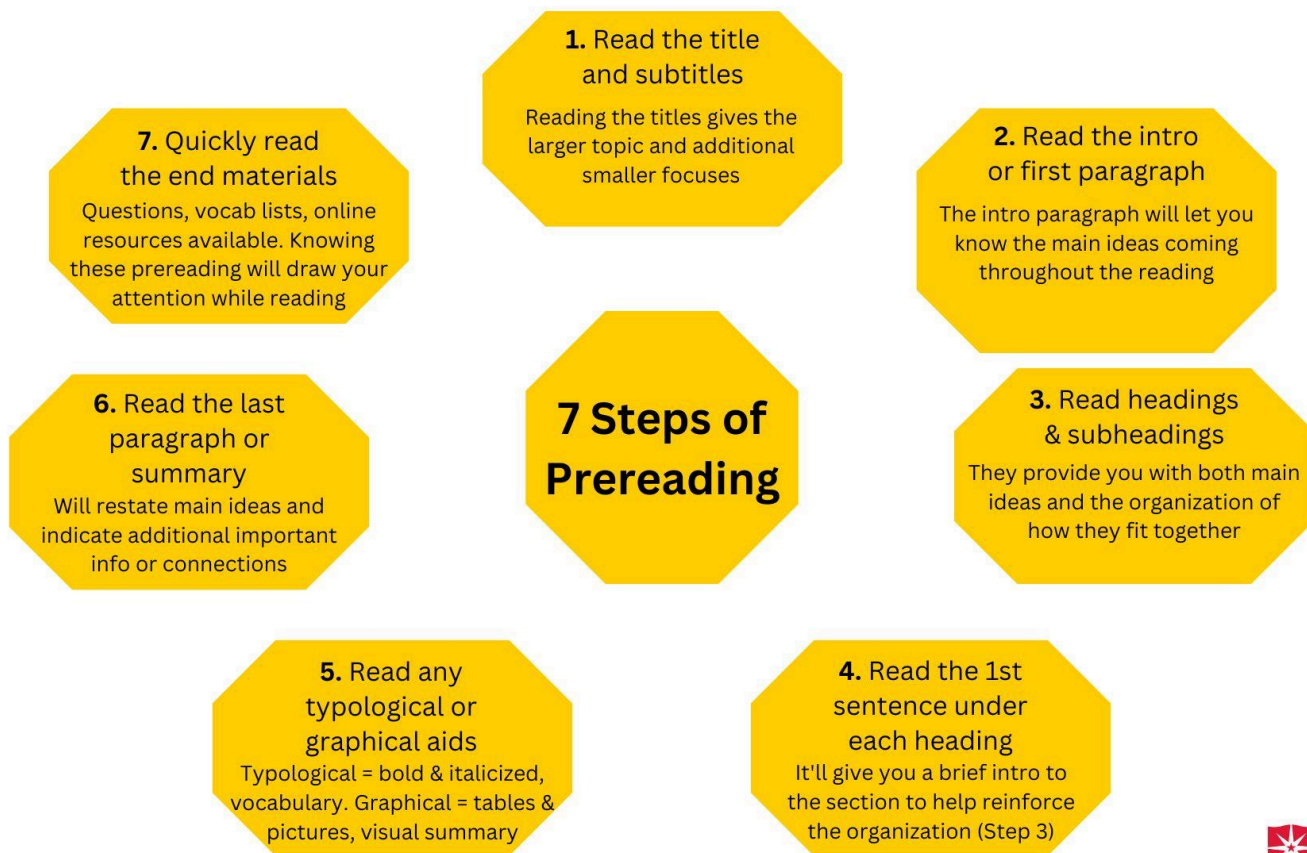 7 Steps of
Prereading
1. Read the title
and subtitles
Reading the titles gives the
larger topic and additional
smaller focuses
2. Read the intro
or first paragraph
The intro paragraph will let you
know the main ideas coming
throughout the reading
3. Read headings
& subheadings
They provide you with both main
ideas and the organization of
how they fit together
4. Read the 1st
sentence under
each heading
It'll give you a brief intro to
the section to help reinforce
the organization (Step 3)
5. Read any
typological or
graphical aids
Typological = bold & italicized,
vocabulary. Graphical = tables &
pictures, visual summary
6. Read the last
paragraph or
summary
Will restate main ideas and
indicate additional important
info or connections
7. Quickly read
the end materials
Questions, vocab lists, online
resources available. Knowing
these prereading will draw your
attention while reading